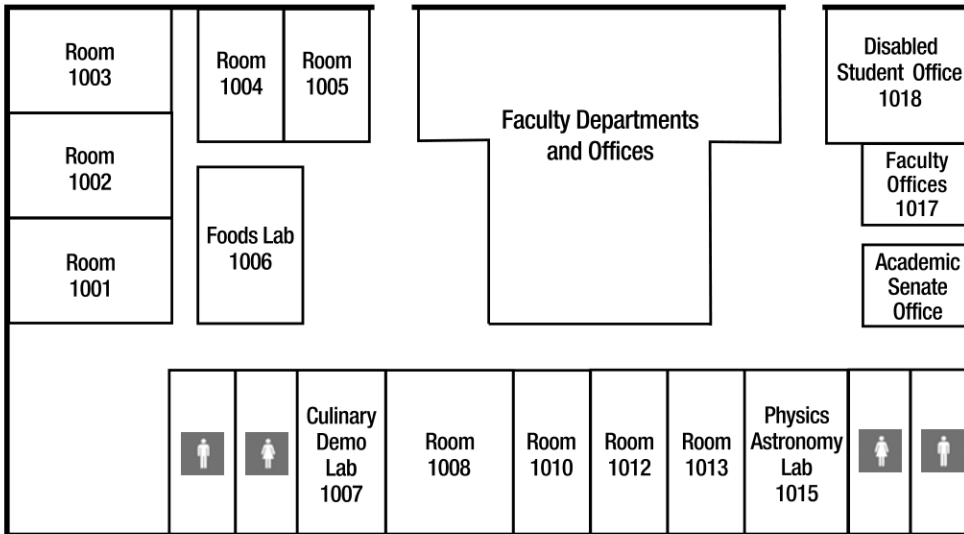 Room
1003
Room
1004
Room
1005
Faculty Departments
and Offices
Disabled
Student Office
1018
Room
1002
Faculty
Offices
1017
Foods Lab
1006
Room
1001
Academic
Senate
Office
Culinary
Demo
Lab
1007
Room
1008
Room
1010
Room
1012
Room
1013
Physics
Astronomy
Lab
1015